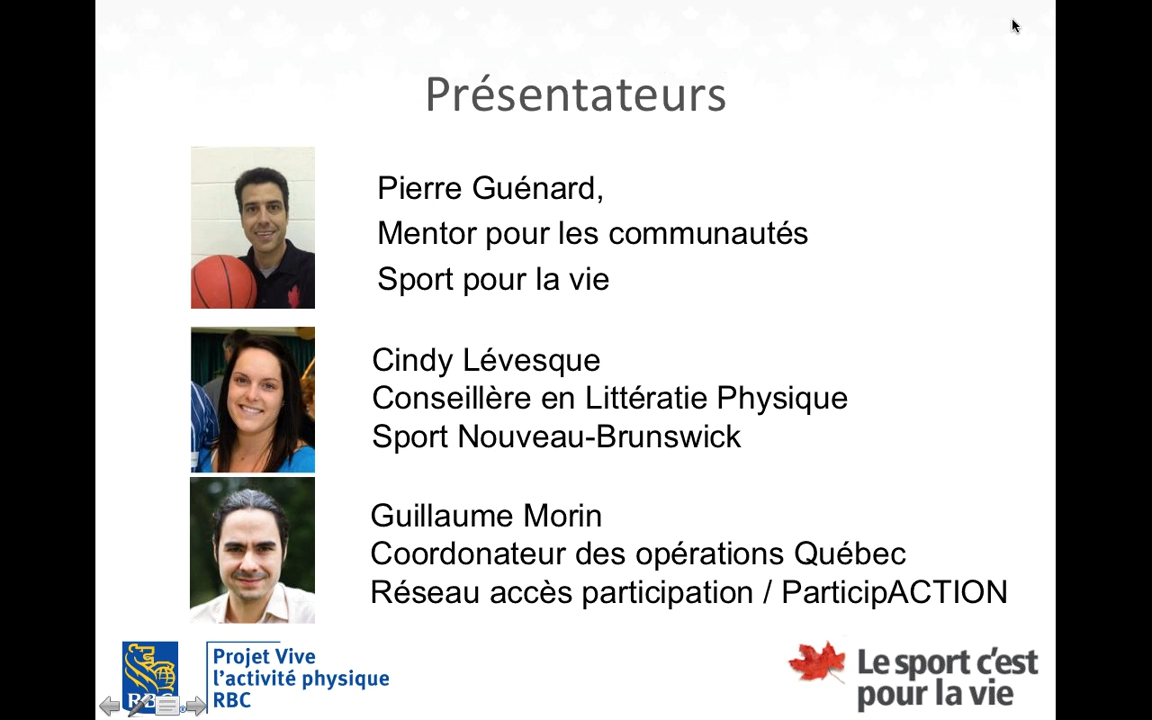 Présentateurs
Pierre Guénard,
Mentor pour les communautés
Sport pour la vie
Cindy Lévesque
Conseillère en Littératie Physique
Sport Nouveau-Brunswick
Guillaume Morin
Coordonateur des opérations Québec
Réseau accès participation / ParticipACTION
RBC
Projet Vive
l'activité physique
RBC
Le sport c'est
pour la vie